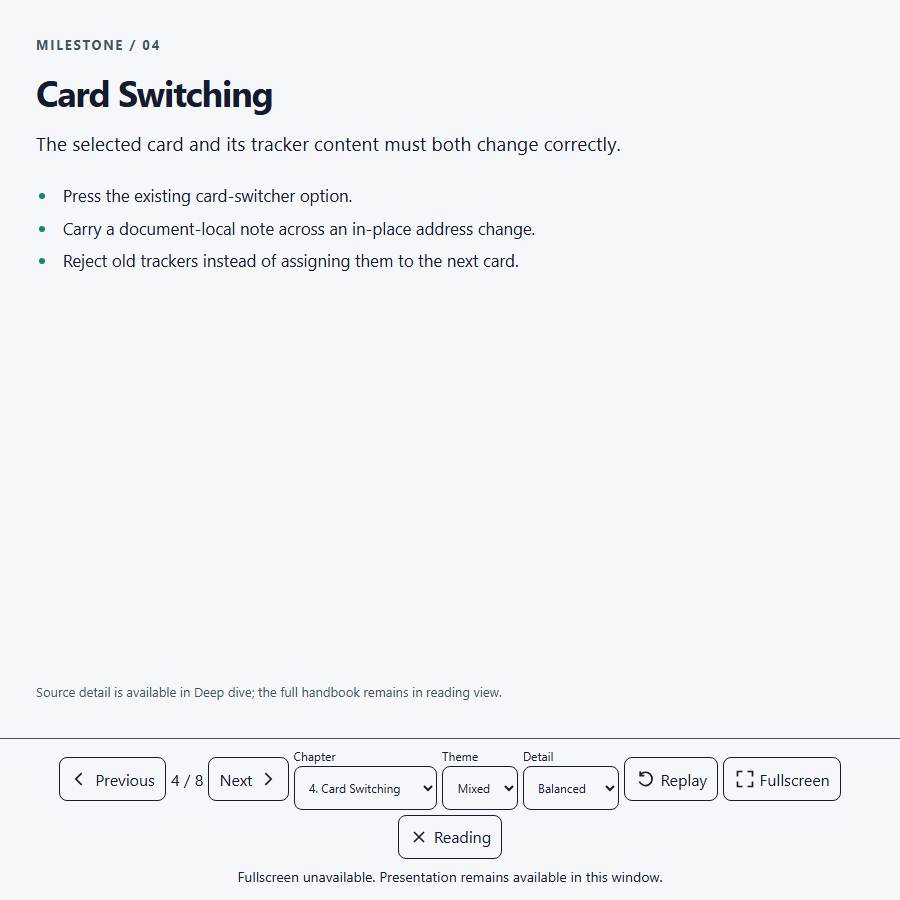 MILESTONE / 04
Card Switching
The selected card and its tracker content must both change correctly.
Press the existing card-switcher option.
Carry a document-local note across an in-place address change.
Reject old trackers instead of assigning them to the next card.
Source detail is available in Deep dive; the full handbook remains in reading view.
Chapter Theme Detail
Previous 4 / 8 Next 4. Card Switching Mixed Balanced Replay Fullscreen
Reading
Fullscreen unavailable. Presentation remains available in this window.